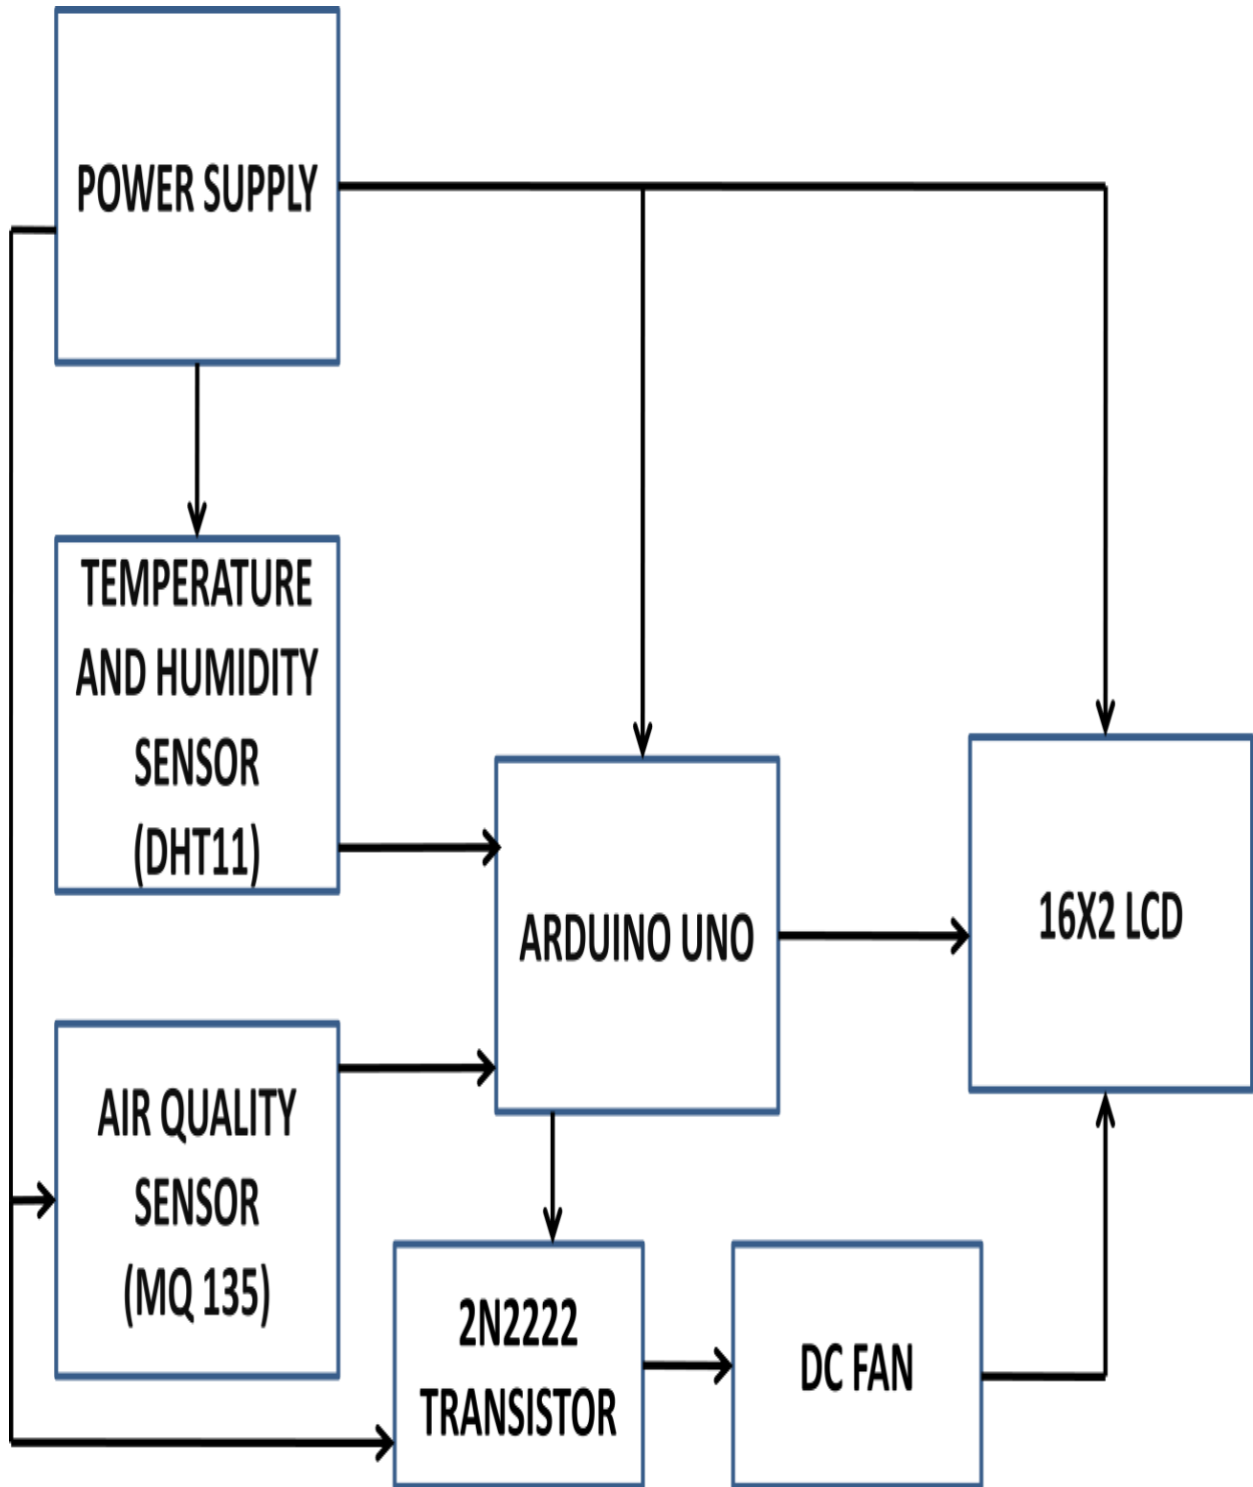 POWER SUPPLY
TEMPERATURE
AND HUMIDITY
SENSOR
(DHT11)
ARDUINO UNO
16X2 LCD
AIR QUALITY
SENSOR
(MQ 135)
2N2222
TRANSISTOR
DC FAN